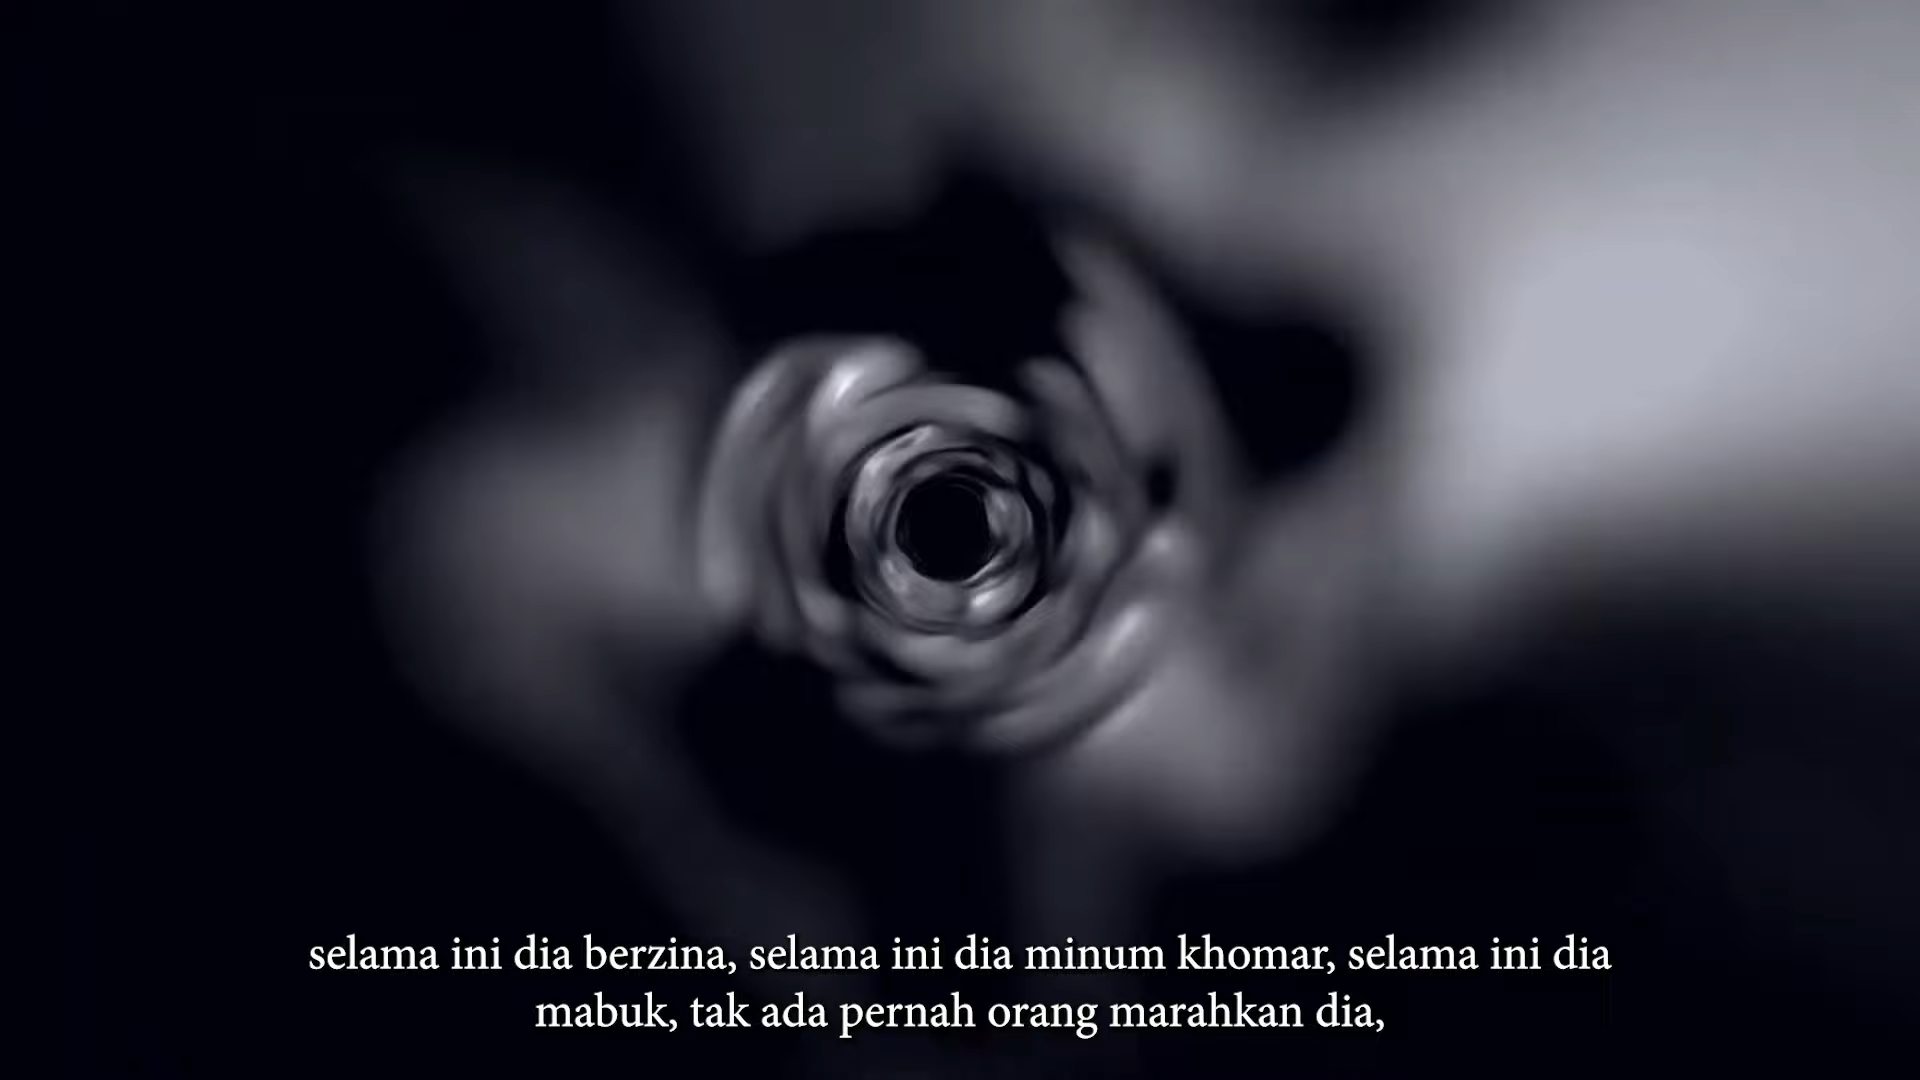 selama ini dia berzina, selama ini dia minum khomar, selama ini dia
mabuk, tak ada pernah orang marahkan dia,